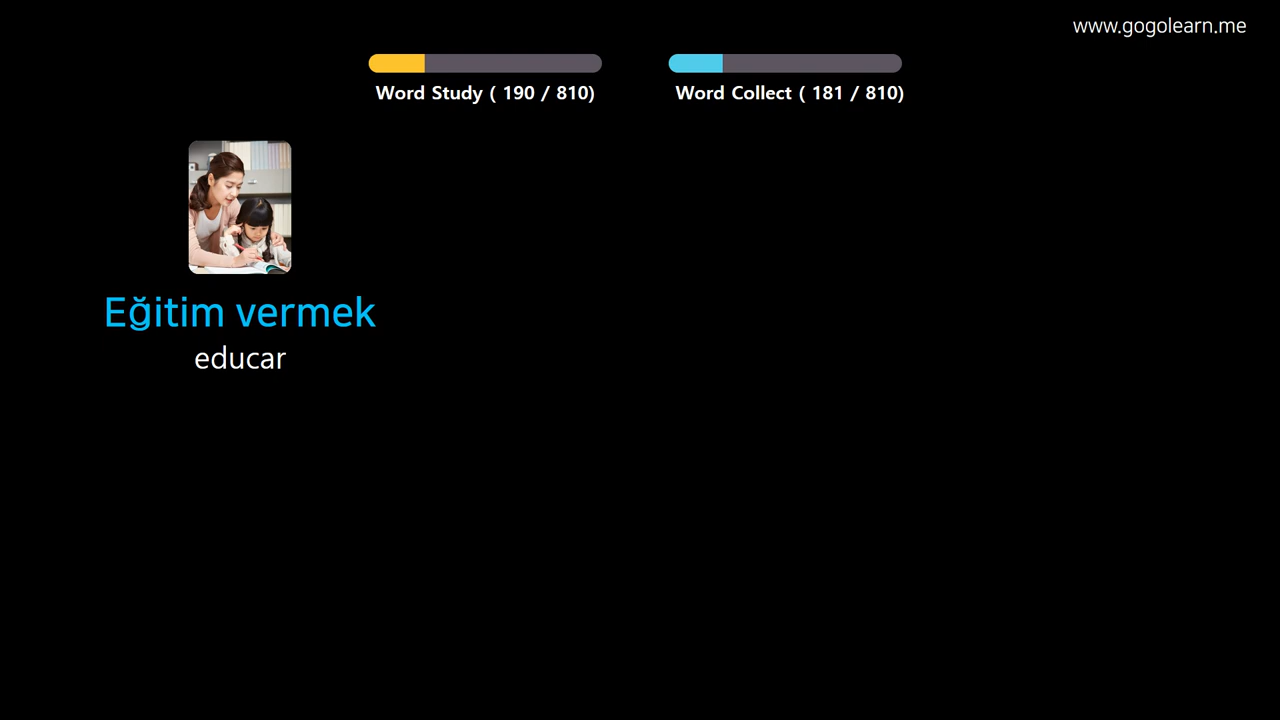 www.gogolearn.me
Word Study ( 190 / 810)
Word Collect ( 181 / 810)
Eğitim vermek
educar